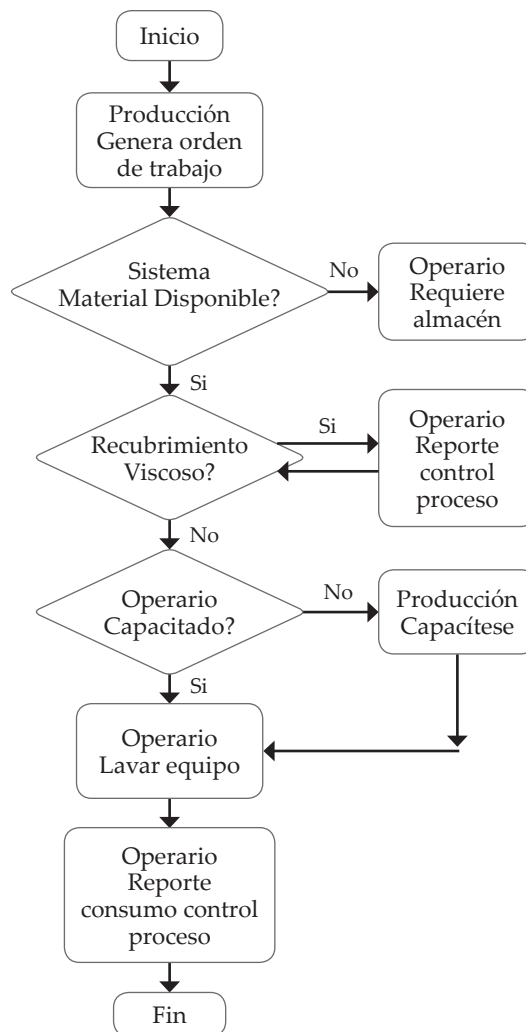 Inicio
Producción
Genera orden
de trabajo
Sistema
Material Disponible?
No
Operario
Requiere
almacén
Si
Recubrimiento
Viscoso?
Si
Operario
Reporte
control
proceso
No
Operario
Capacitado?
No
Producción
Capacítese
Si
Operario
Lavar equipo
Operario
Reporte
consumo control
proceso
Fin